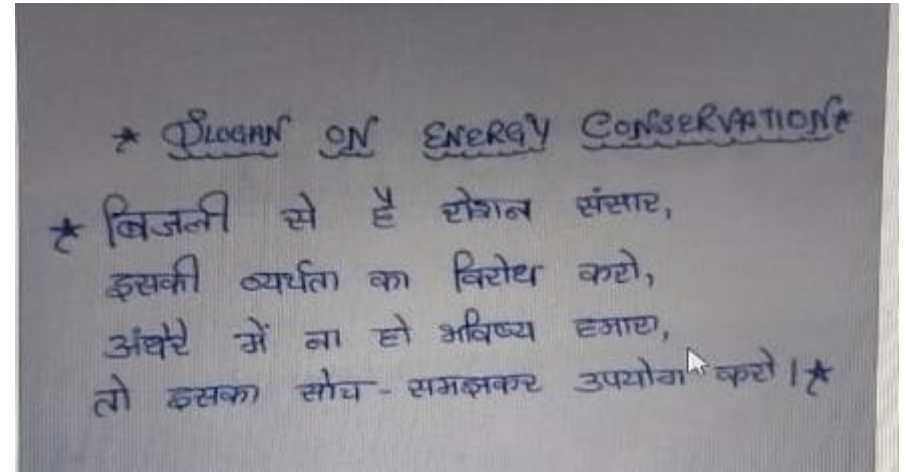 ★ SLOGAN ON ENERGY CONSERVATION★
★ बिजली से है रोशन संसार,
इसकी व्यर्थता का विरोध करो,
अंधेरे में ना हो भविष्य हमारा,
तो इसका सोच - समझकर उपयोग करो।★